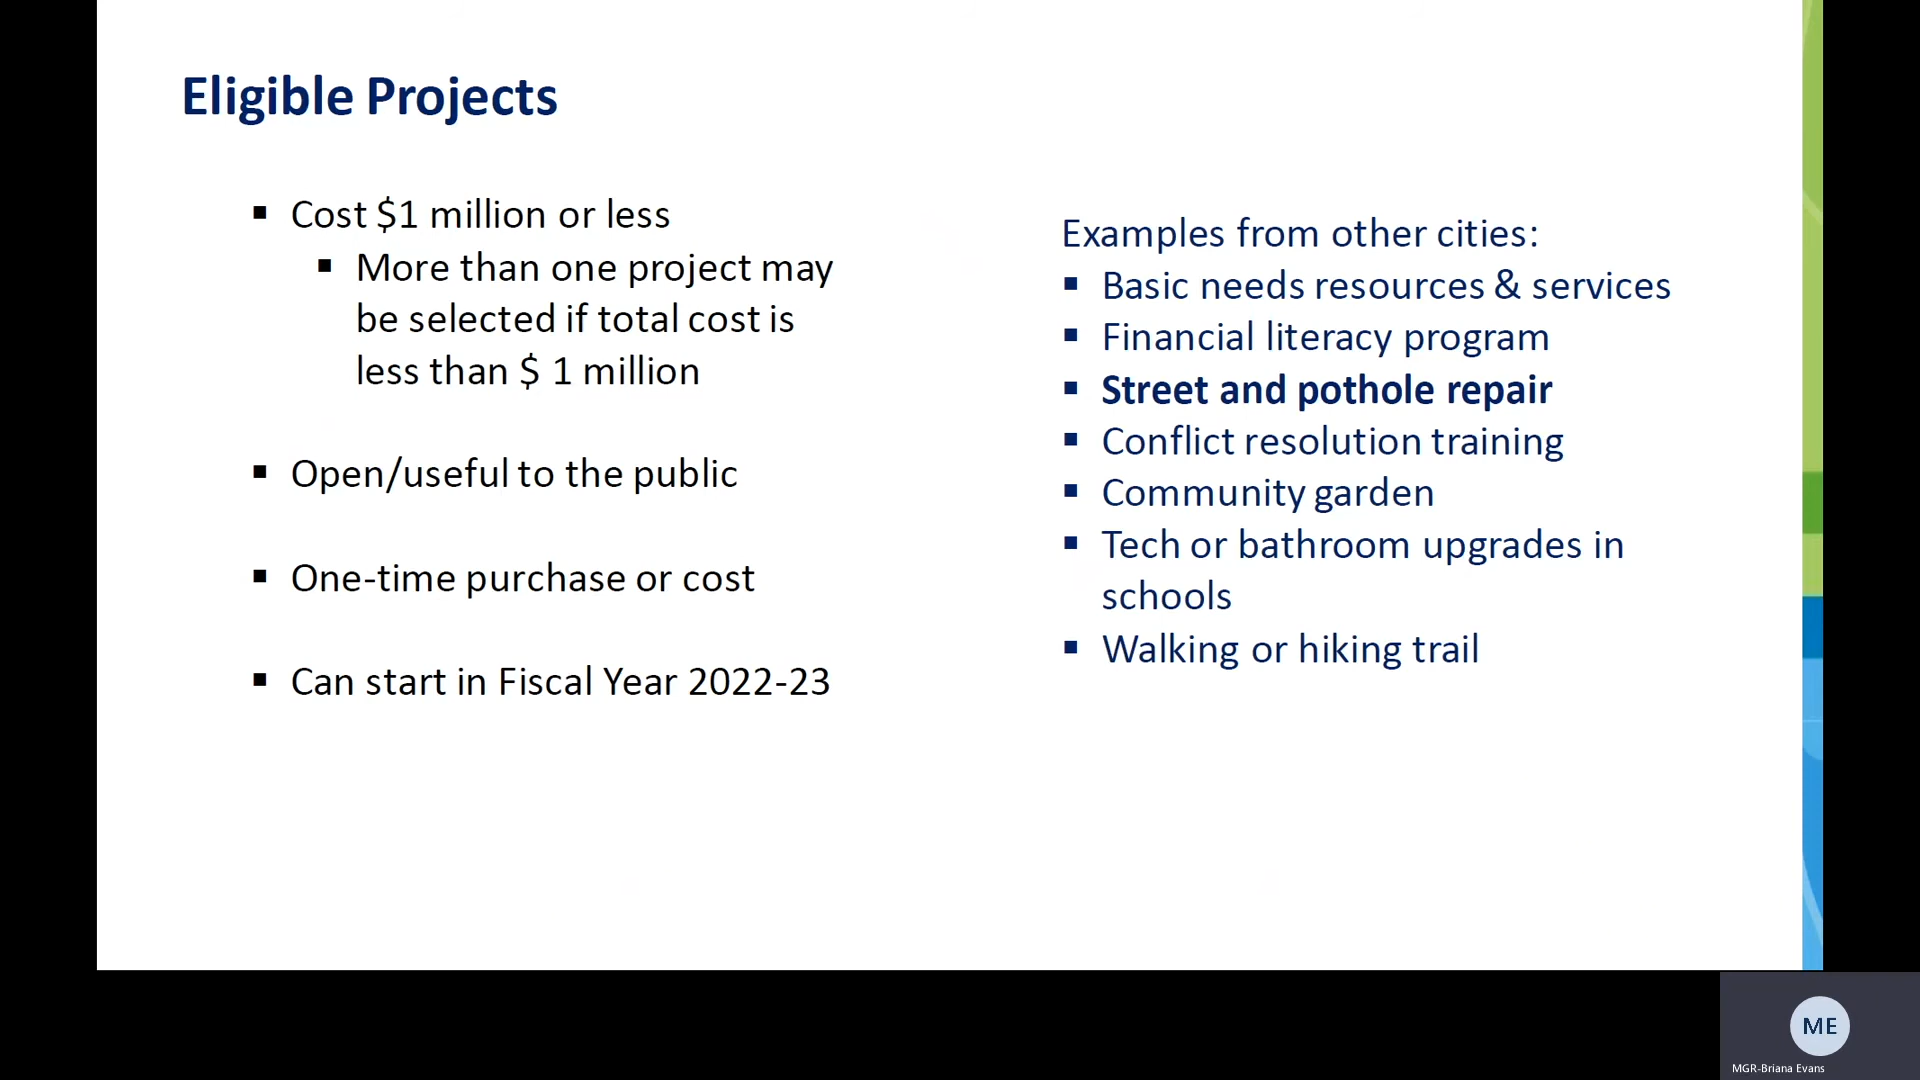 Eligible Projects
▪ Cost $1 million or less
▪ More than one project may
be selected if total cost is
less than $ 1 million
▪ Open/useful to the public
▪ One-time purchase or cost
▪ Can start in Fiscal Year 2022-23
Examples from other cities:
▪ Basic needs resources & services
▪ Financial literacy program
▪ Street and pothole repair
▪ Conflict resolution training
▪ Community garden
▪ Tech or bathroom upgrades in
schools
▪ Walking or hiking trail
ME
MGR-Briana Evans